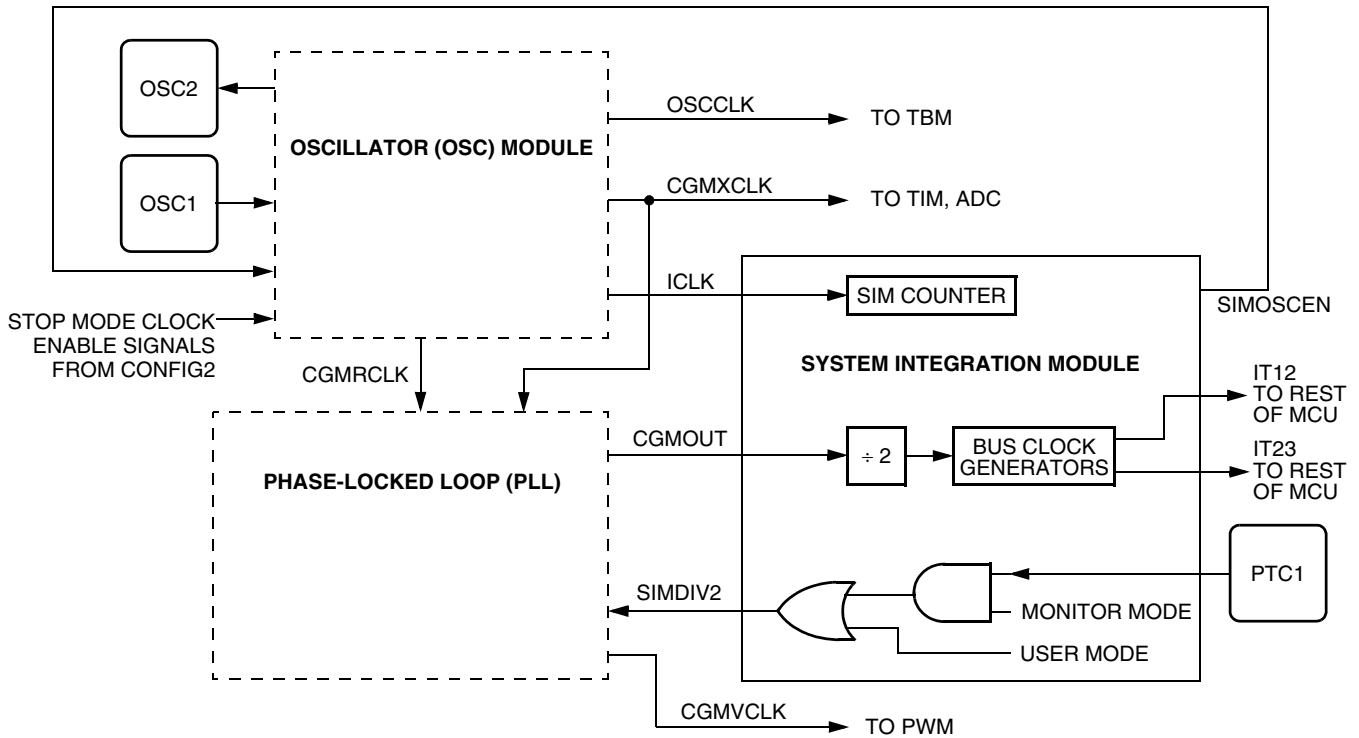 OSC2
OSC1
STOP MODE CLOCK
ENABLE SIGNALS
FROM CONFIG2
OSCILLATOR (OSC) MODULE
OSCCLK
TO TBM
CGMXCLK
TO TIM, ADC
ICLK
SIM COUNTER
SIMOSCEN
SYSTEM INTEGRATION MODULE
CGMRCLK
PHASE-LOCKED LOOP (PLL)
CGMOUT
÷ 2
BUS CLOCK
GENERATORS
IT12
TO REST
OF MCU
IT23
TO REST
OF MCU
PTC1
SIMDIV2
MONITOR MODE
USER MODE
CGMVCLK
TO PWM